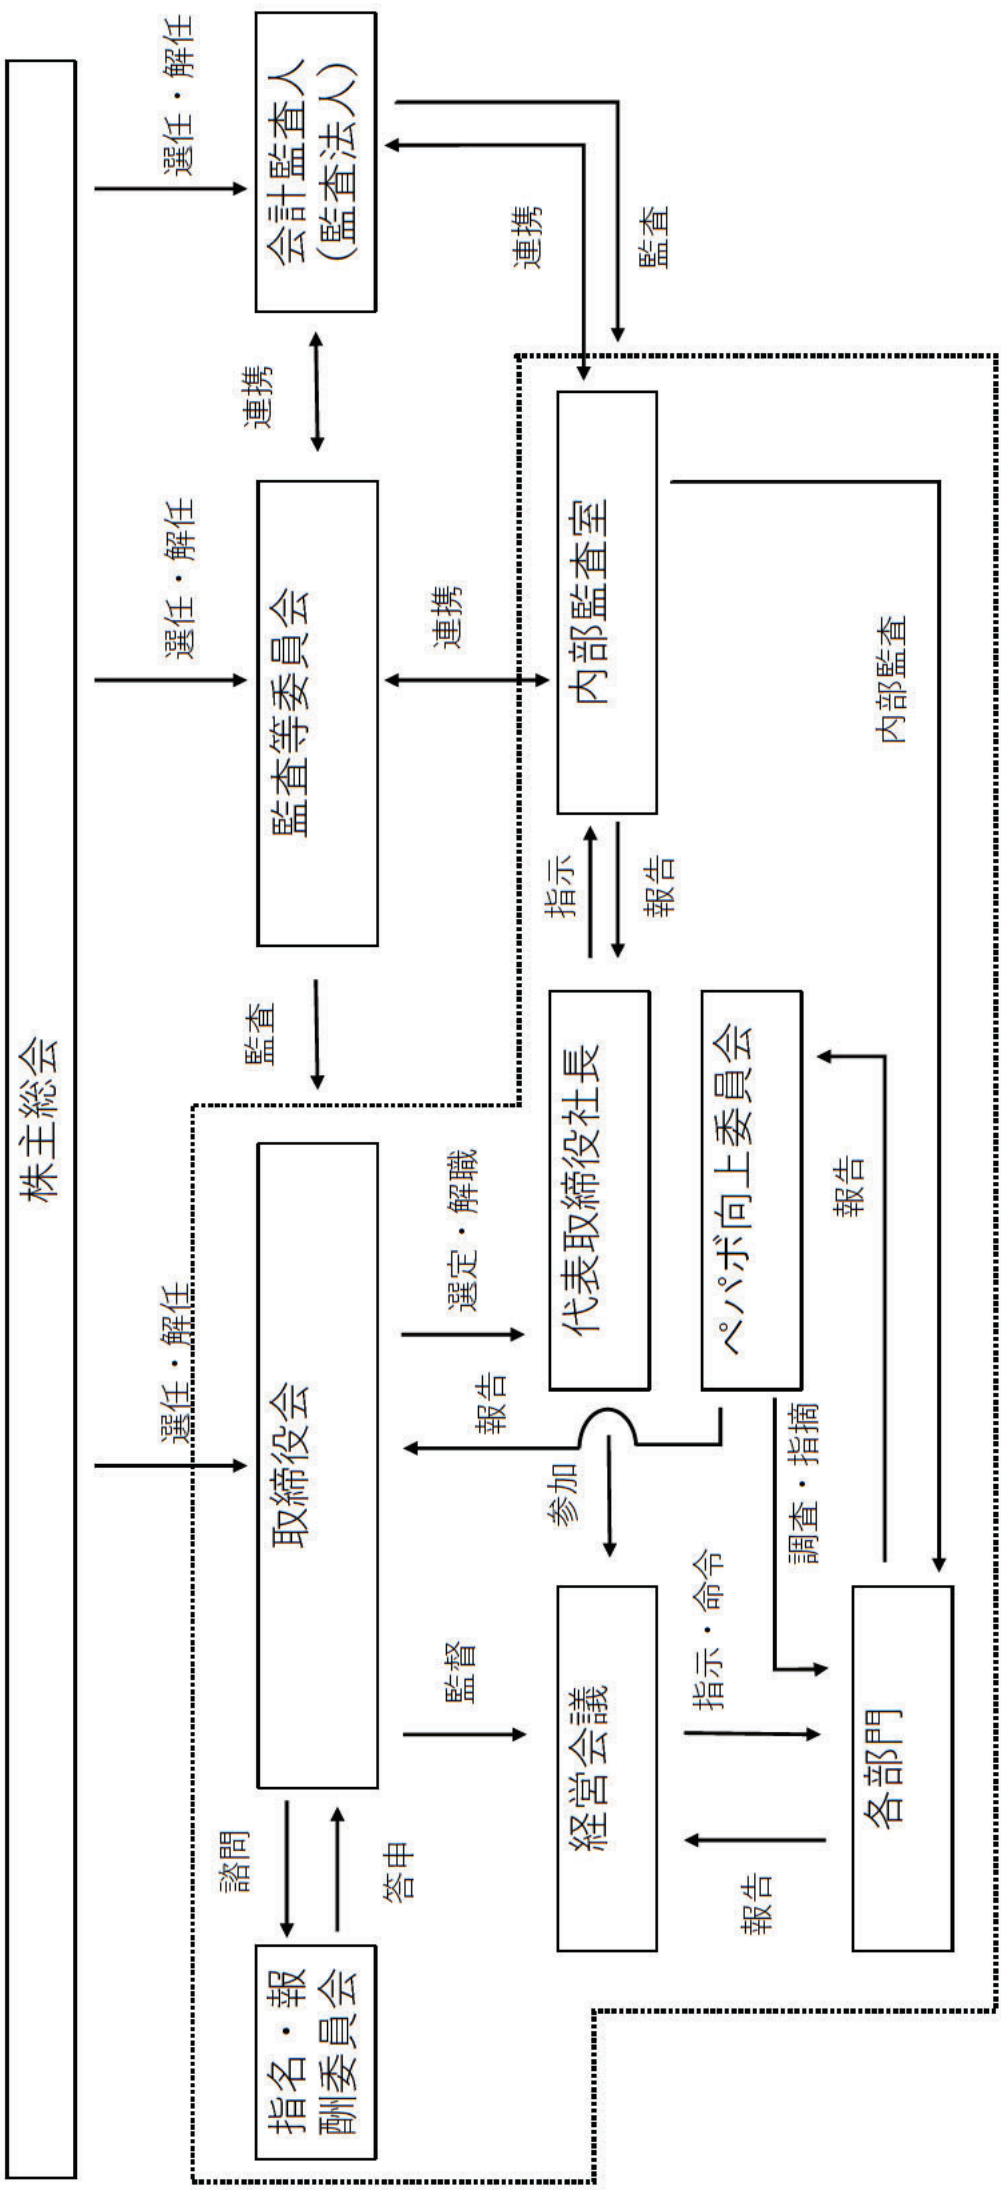 株主総会
選任・解任
選任・解任
選任・解任
指名・報
酬委員会
諮問
答申
取締役会
監査
監査等委員会
連携
会計監査人
(監査法人)
監督
報告
選定・解職
連携
連携
監査
参加
指示
報告
経営会議
代表取締役社長
内部監査室
ペパボ向上委員会
報告
指示・命令
調査・指摘
報告
内部監査
各部門